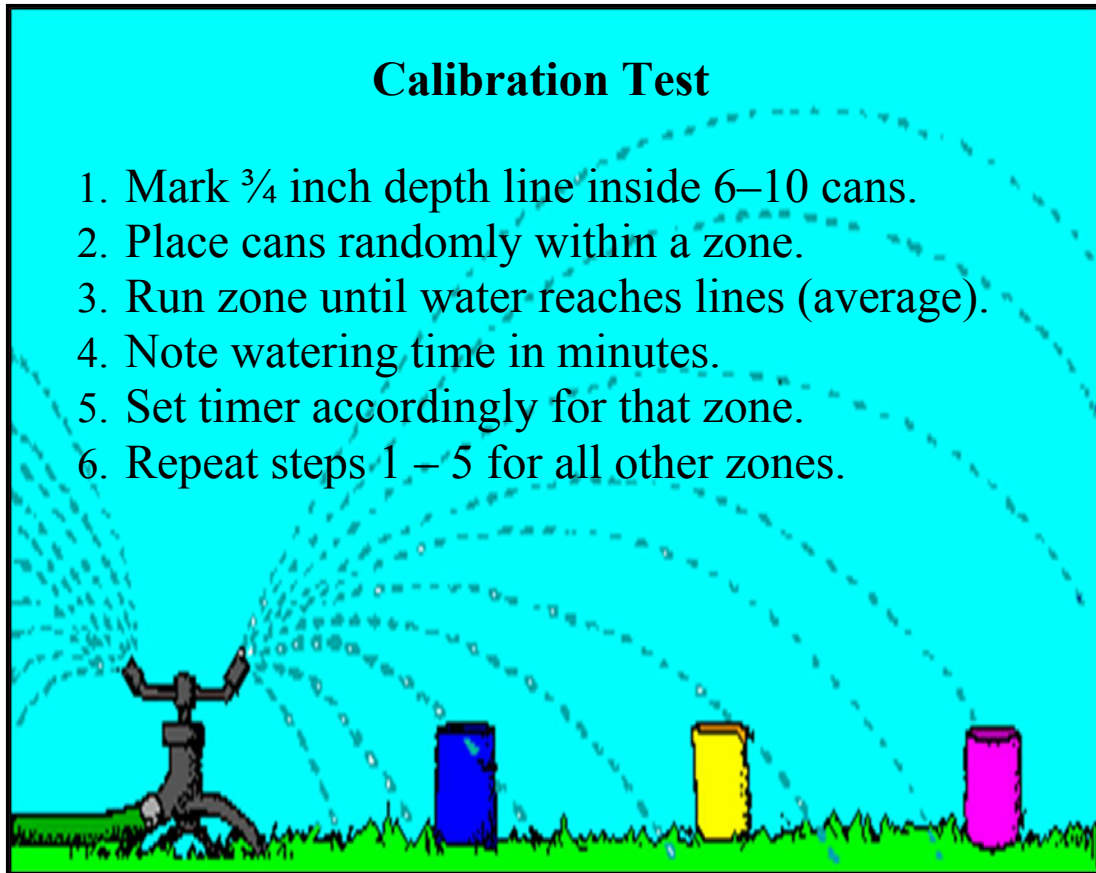 Calibration Test
1. Mark ¾ inch depth line inside 6–10 cans.
2. Place cans randomly within a zone.
3. Run zone until water reaches lines (average).
4. Note watering time in minutes.
5. Set timer accordingly for that zone.
6. Repeat steps 1 – 5 for all other zones.